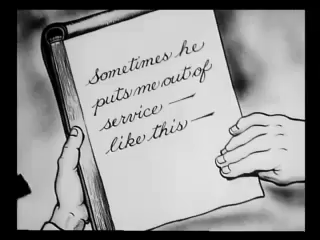 Sometimes he
puts me out of
service —
like this —